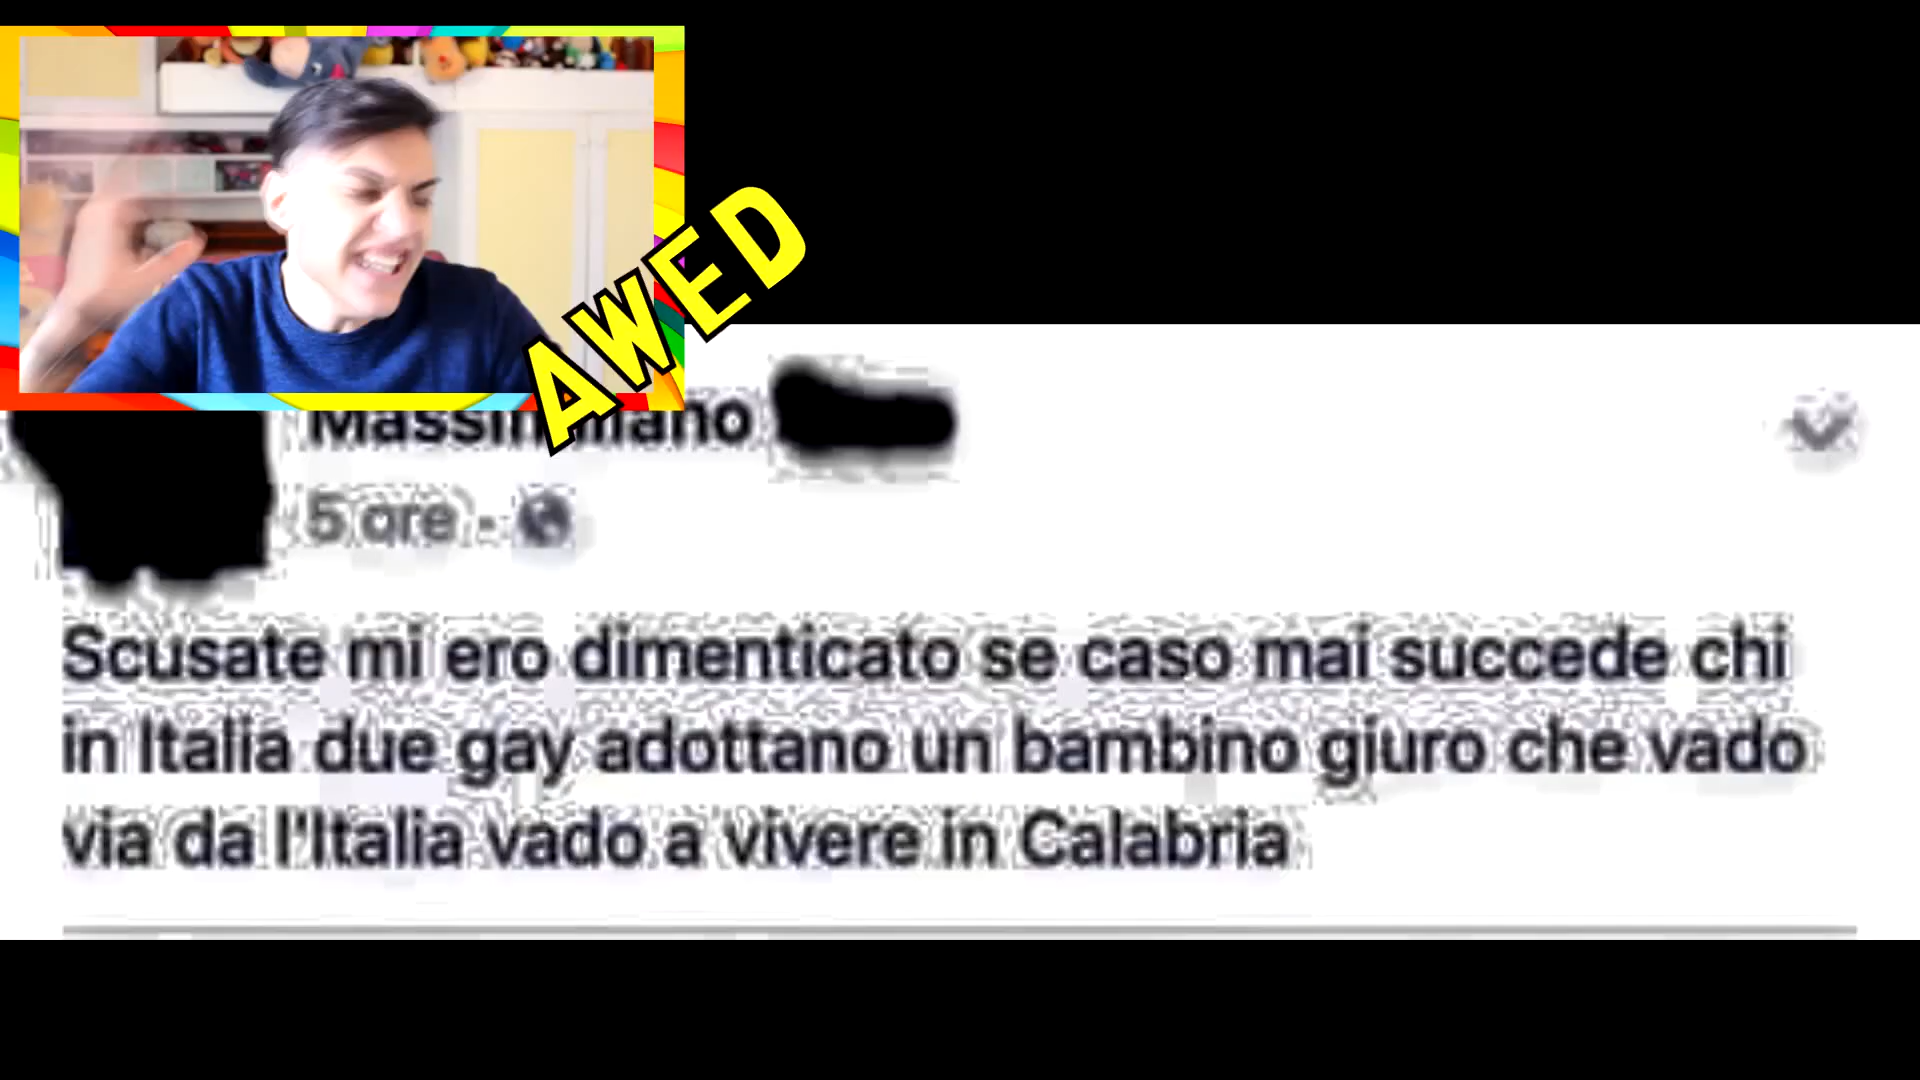 AWED
Massimiliano
5 ore
Scusate mi ero dimenticato se caso mai succede chi
in Italia due gay adottano un bambino giuro che vado
via da l'Italia vado a vivere in Calabria